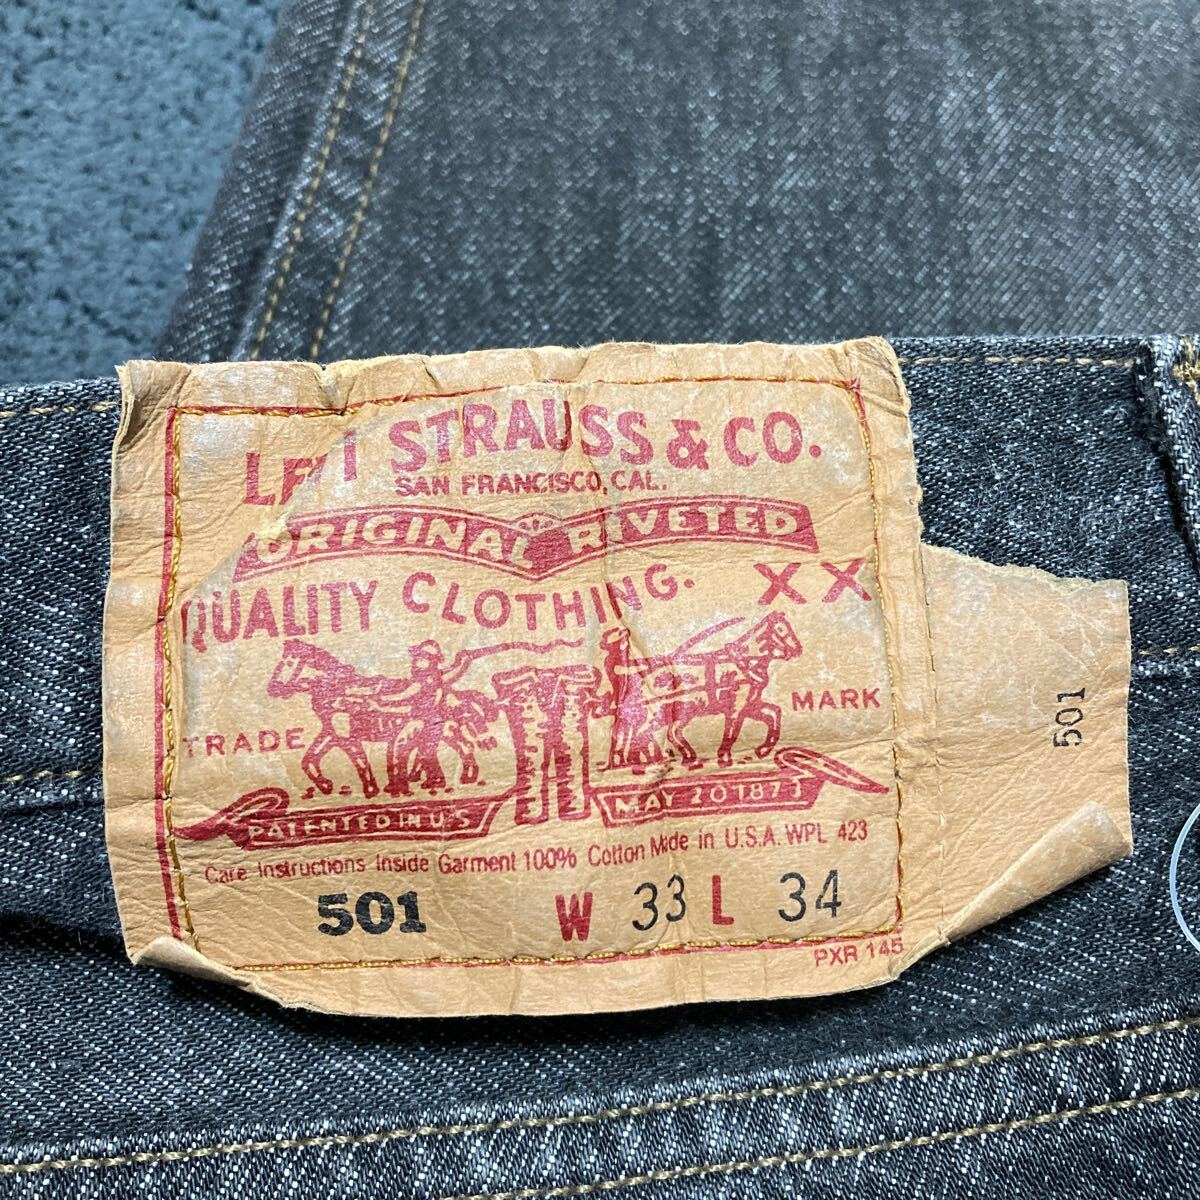 LEVI STRAUSS & CO.
SAN FRANCISCO, CAL.
ORIGINAL RIVETED
QUALITY CLOTHING. XX
TRADE MARK
PATENTED IN U.S MAY 20 1873
Care Instructions Inside Garment 100% Cotton Made in U.S.A. WPL 423
501 W 33 L 34
PXR 145
501